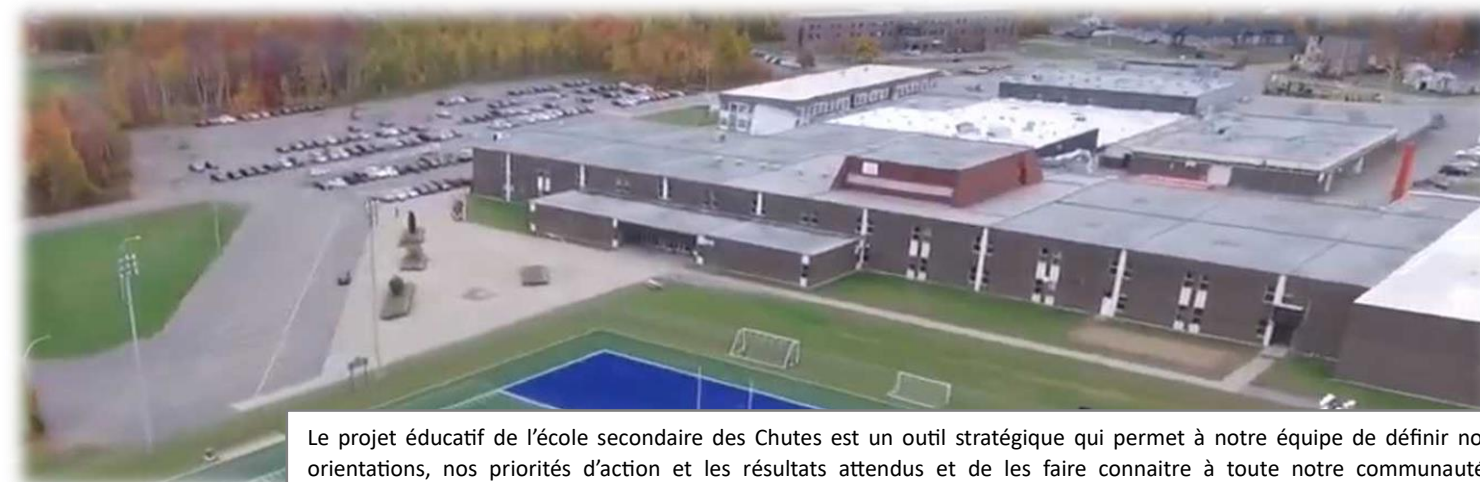 Le projet éducatif de l’école secondaire des Chutes est un outil stratégique qui permet à notre équipe de définir no
orientations, nos priorités d’action et les résultats attendus et de les faire connaitre à toute notre communauté